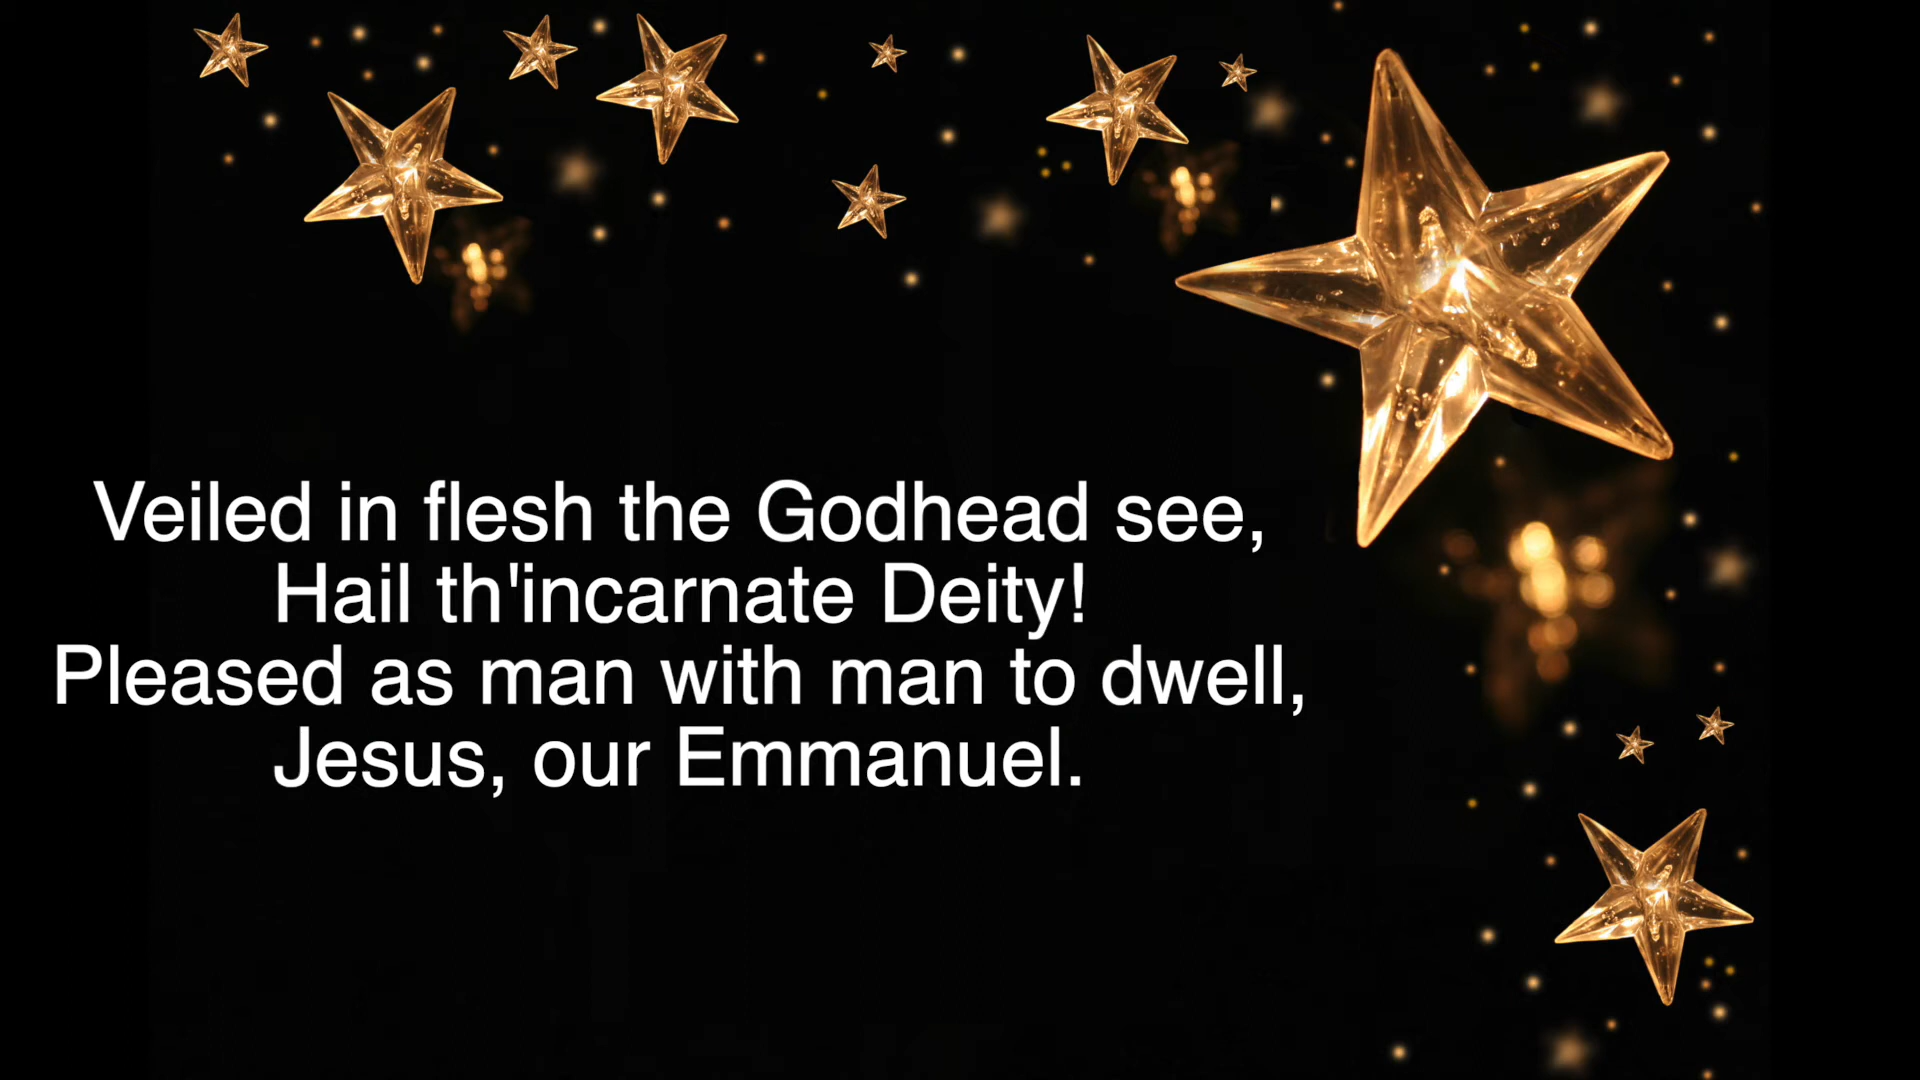 Veiled in flesh the Godhead see,
Hail th'incarnate Deity!
Pleased as man with man to dwell,
Jesus, our Emmanuel.